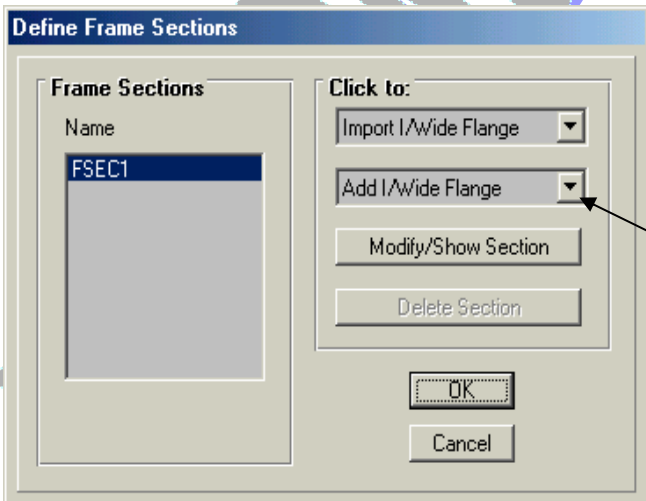 Define Frame Sections
Frame Sections
Name
FSEC1
Click to:
Import I/Wide Flange
Add I/Wide Flange
Modify/Show Section
Delete Section
OK
Cancel